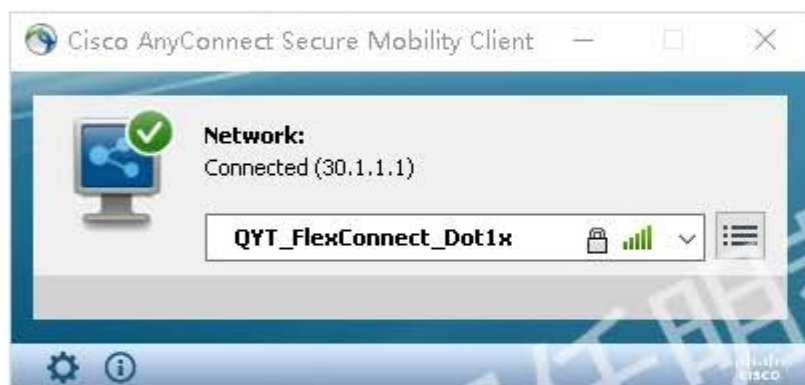 Cisco AnyConnect Secure Mobility Client
Network:
Connected (30.1.1.1)
QYT_FlexConnect_Dot1x
CISCO